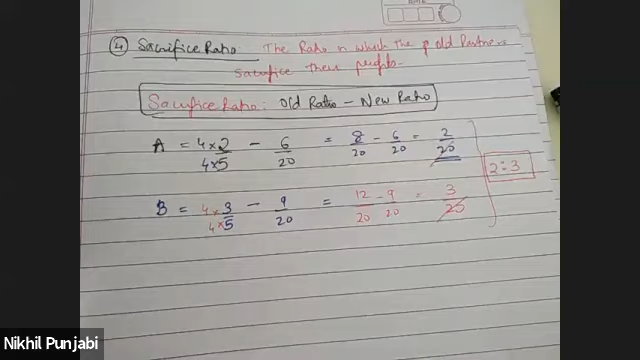 ④ Sacrifice Ratio: The Ratio in which the old Partners
sacrifice their profits.
Sacrifice Ratio: Old Ratio - New Ratio
A = 4×2/4×5 - 6/20 = 8/20 - 6/20 = 2/20
2:3
B = 4×3/4×5 - 9/20 = 12/20 - 9/20 = 3/20
Nikhil Punjabi